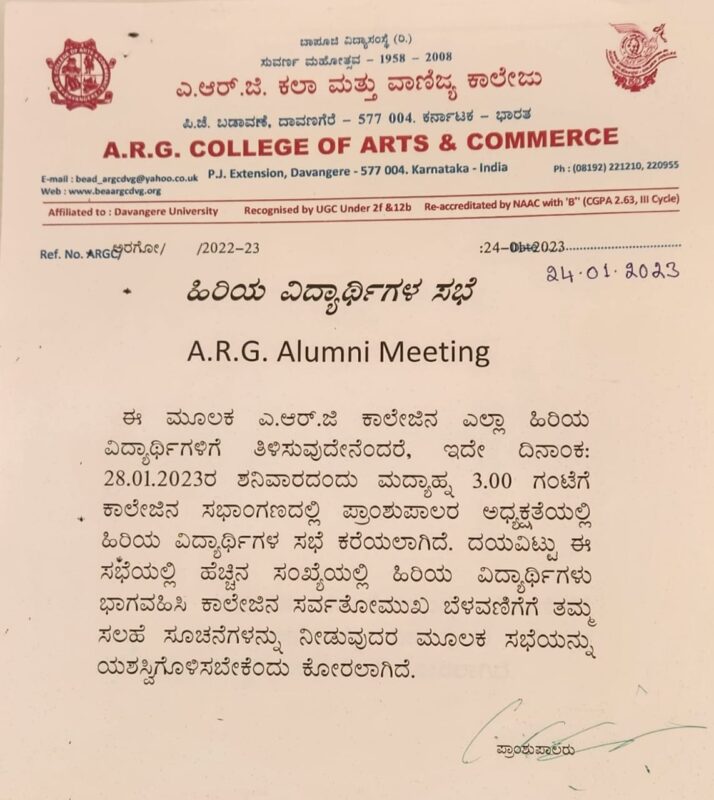 ಬಾಪೂಜಿ ವಿದ್ಯಾಸಂಸ್ಥೆ (ರಿ.)
ಸುವರ್ಣ ಮಹೋತ್ಸವ – 1958 - 2008
ಎ.ಆರ್.ಜಿ. ಕಲಾ ಮತ್ತು ವಾಣಿಜ್ಯ ಕಾಲೇಜು
ಪಿ.ಜೆ. ಬಡಾವಣೆ, ದಾವಣಗೆರೆ – 577 004. ಕರ್ನಾಟಕ – ಭಾರತ
A.R.G. COLLEGE OF ARTS & COMMERCE
E-mail : bead_argcdvg@yahoo.co.uk P.J. Extension, Davangere - 577 004. Karnataka - India Ph : (08192) 221210, 220955
Web : www.beaargcdvg.org
Affiliated to : Davangere University Recognised by UGC Under 2f &12b Re-accredited by NAAC with 'B'' (CGPA 2.63, III Cycle)
Ref. No. ARGC/ಅರಗೋ/ /2022-23 :24-01-2023
24.01.2023
ಹಿರಿಯ ವಿದ್ಯಾರ್ಥಿಗಳ ಸಭೆ
A.R.G. Alumni Meeting
ಈ ಮೂಲಕ ಎ.ಆರ್.ಜಿ ಕಾಲೇಜಿನ ಎಲ್ಲಾ ಹಿರಿಯ
ವಿದ್ಯಾರ್ಥಿಗಳಿಗೆ ತಿಳಿಸುವುದೇನೆಂದರೆ, ಇದೇ ದಿನಾಂಕ:
28.01.2023ರ ಶನಿವಾರದಂದು ಮದ್ಯಾಹ್ನ 3.00 ಗಂಟೆಗೆ
ಕಾಲೇಜಿನ ಸಭಾಂಗಣದಲ್ಲಿ ಪ್ರಾಂಶುಪಾಲರ ಅಧ್ಯಕ್ಷತೆಯಲ್ಲಿ
ಹಿರಿಯ ವಿದ್ಯಾರ್ಥಿಗಳ ಸಭೆ ಕರೆಯಲಾಗಿದೆ. ದಯವಿಟ್ಟು ಈ
ಸಭೆಯಲ್ಲಿ ಹೆಚ್ಚಿನ ಸಂಖ್ಯೆಯಲ್ಲಿ ಹಿರಿಯ ವಿದ್ಯಾರ್ಥಿಗಳು
ಭಾಗವಹಿಸಿ ಕಾಲೇಜಿನ ಸರ್ವತೋಮುಖ ಬೆಳವಣಿಗೆಗೆ ತಮ್ಮ
ಸಲಹೆ ಸೂಚನೆಗಳನ್ನು ನೀಡುವುದರ ಮೂಲಕ ಸಭೆಯನ್ನು
ಯಶಸ್ವಿಗೊಳಿಸಬೇಕೆಂದು ಕೋರಲಾಗಿದೆ.
ಪ್ರಾಂಶುಪಾಲರು